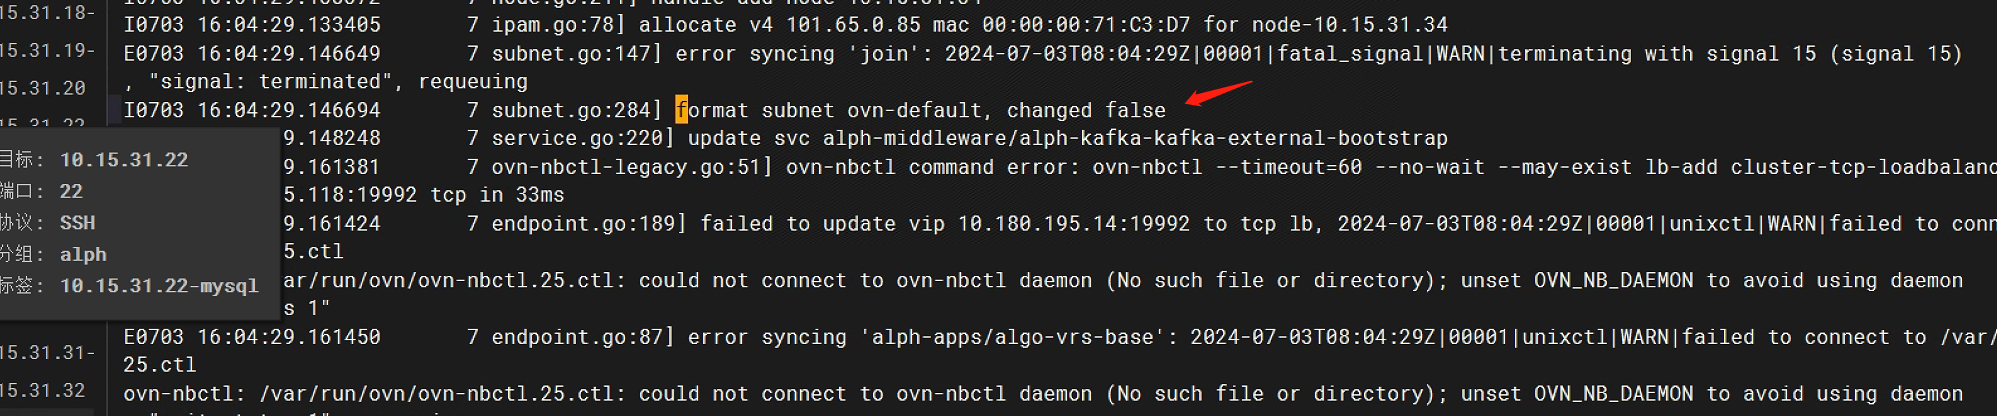 15.31.18-
15.31.19-
15.31.20
I0703 16:04:29.133405 7 ipam.go:78] allocate v4 101.65.0.85 mac 00:00:00:71:C3:D7 for node-10.15.31.34
E0703 16:04:29.146649 7 subnet.go:147] error syncing 'join': 2024-07-03T08:04:29Z|00001|fatal_signal|WARN|terminating with signal 15 (signal 15)
, "signal: terminated", requeuing
I0703 16:04:29.146694 7 subnet.go:284] format subnet ovn-default, changed false
9.148248 7 service.go:220] update svc alph-middleware/alph-kafka-kafka-external-bootstrap
9.161381 7 ovn-nbctl-legacy.go:51] ovn-nbctl command error: ovn-nbctl --timeout=60 --no-wait --may-exist lb-add cluster-tcp-loadbalanc
5.118:19992 tcp in 33ms
9.161424 7 endpoint.go:189] failed to update vip 10.180.195.14:19992 to tcp lb, 2024-07-03T08:04:29Z|00001|unixctl|WARN|failed to conn
5.ctl
ar/run/ovn/ovn-nbctl.25.ctl: could not connect to ovn-nbctl daemon (No such file or directory); unset OVN_NB_DAEMON to avoid using daemon
s 1"
E0703 16:04:29.161450 7 endpoint.go:87] error syncing 'alph-apps/algo-vrs-base': 2024-07-03T08:04:29Z|00001|unixctl|WARN|failed to connect to /var/
25.ctl
ovn-nbctl: /var/run/ovn/ovn-nbctl.25.ctl: could not connect to ovn-nbctl daemon (No such file or directory); unset OVN_NB_DAEMON to avoid using daemon
目标: 10.15.31.22
端口: 22
协议: SSH
分组: alph
标签: 10.15.31.22-mysql
15.31.31-
15.31.32